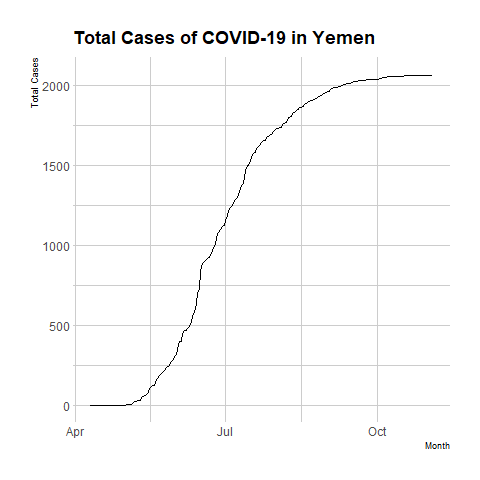 Total Cases of COVID-19 in Yemen
Total Cases
2000
1500
1000
500
0
Apr
Jul
Oct
Month